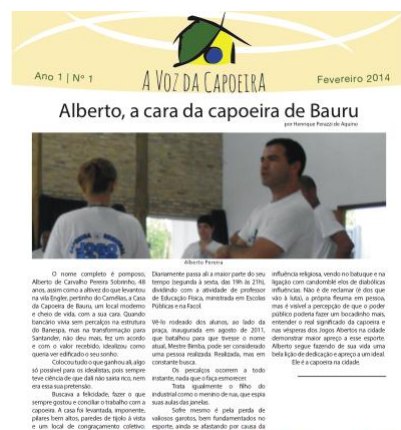 Ano 1 | Nº 1
A VOZ DA CAPOEIRA
Fevereiro 2014
Alberto, a cara da capoeira de Bauru
por Henrique Perazzi de Aquino
Alberto Pereira
O nome completo é pomposo,
Alberto de Carvalho Pereira Sobrinho, 48
anos, assim como a altivez do que levantou
na vila Engler, pertinho do Camélias, a Casa
da Capoeira de Bauru, um local modesto
e cheio de vida, com a sua cara. Quando
bancário vivia sem percalços na estrutura
do Banespa, mas na transformação para
Santander, não deu mais, fez um acordo
e com o valor recebido, idealizou como
queria ver edificado o seu sonho.
Colocou tudo o que ganhou ali, algo
só possível para os idealistas, pois sempre
teve ciência de que dali não sairia rico, nem
era essa sua pretensão.
Buscava a felicidade, fazer o que
sempre gostou e conciliar o trabalho com a
capoeira. A casa foi levantada, imponente,
pilares bem altos, paredes de tijolo à vista
e um local de congraçamento coletivo.
Diariamente passa ali a maior parte do seu
tempo (segunda à sexta, das 19h às 21h),
dividindo com a atividade de professor
de Educação Física, ministrada em Escolas
Públicas e na Facol.
Vê-lo rodeado dos alunos, ao lado da
praça, inaugurada em agosto de 2011,
que batalhou para que tivesse o nome
atual, Mestre Bimba, pode ser considerado
uma pessoa realizada. Realizada, mas em
constante busca.
Os percalços ocorrem a todo
instante, nada que o faça esmorecer.
Trata igualmente o filho do
industrial como o menino de rua, que espia
suas aulas das janelas.
Sofre mesmo é pela perda de
valiosos garotos, bem fundamentados no
esporte, ainda se afastando por causa da
influência religiosa, vendo no batuque e na
ligação com candomblé elos de diabólicas
influências. Não é de reclamar (é dos que
vão à luta), a própria fleuma em pessoa,
mas é visível a percepção de que o poder
público poderia fazer um bocadinho mais,
entender o real significado da capoeira e
nas vésperas dos Jogos Abertos na cidade
demonstrar maior apreço a esse esporte.
Alberto segue fazendo de sua vida uma
bela lição de dedicação e apreço a um ideal.
Ele é a capoeira na cidade.